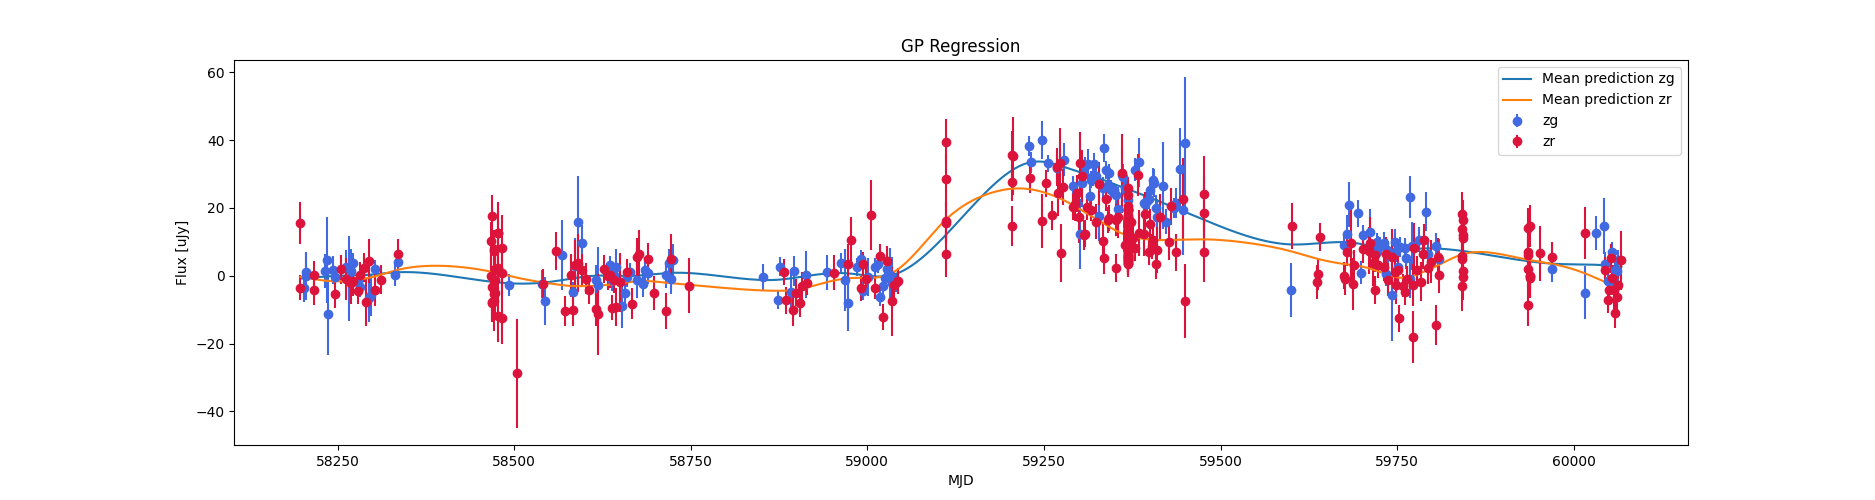 GP Regression
Flux [uJy]
60
40
20
0
−20
−40
58250
58500
58750
59000
59250
59500
59750
60000
MJD
Mean prediction zg
Mean prediction zr
zg
zr